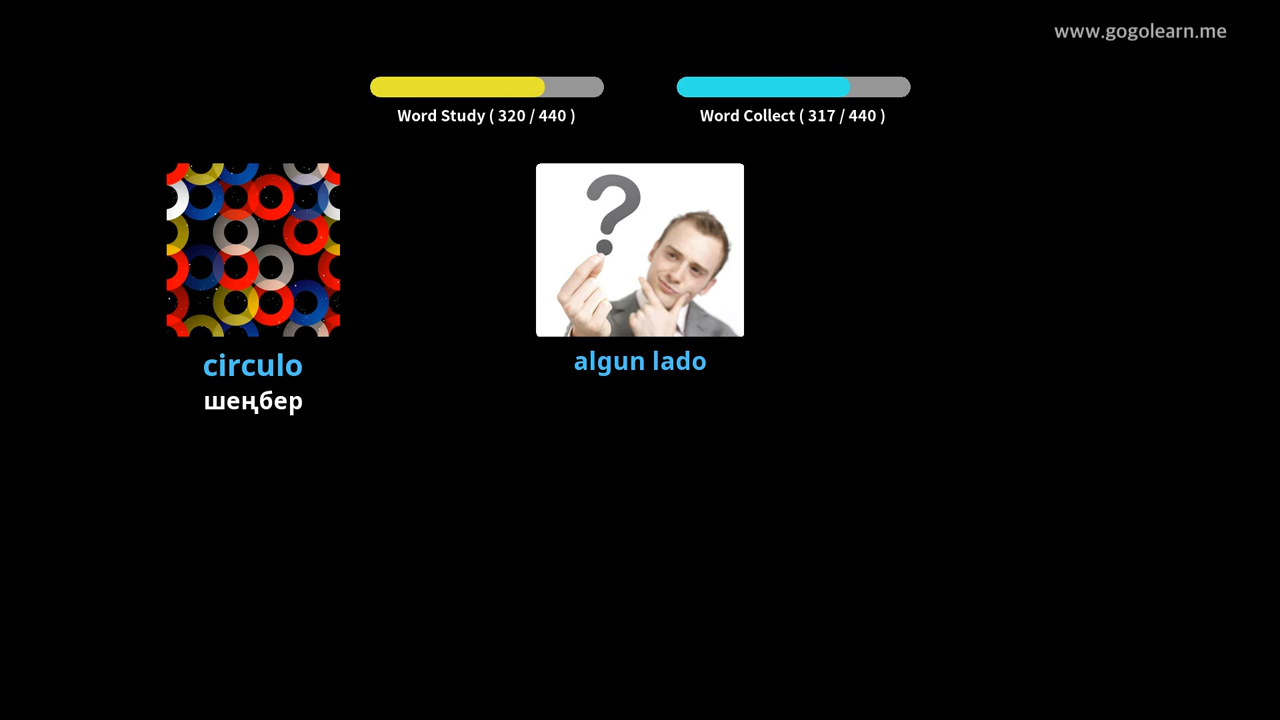 www.gogolearn.me
Word Study ( 320 / 440 )
Word Collect ( 317 / 440 )
circulo
шеңбер
algun lado